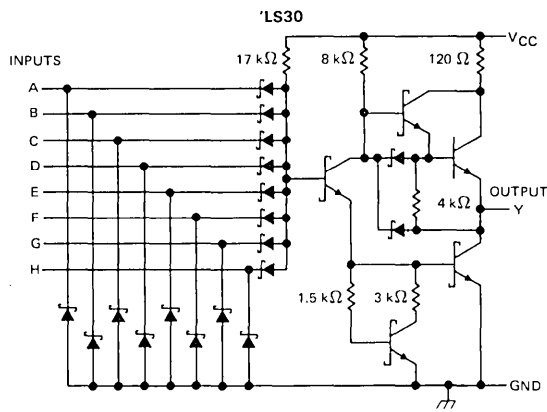 'LS30
VCC
INPUTS
17 kΩ
8 kΩ
120 Ω
A
B
C
D
E
F
G
H
OUTPUT
4 kΩ
Y
1.5 kΩ
3 kΩ
GND